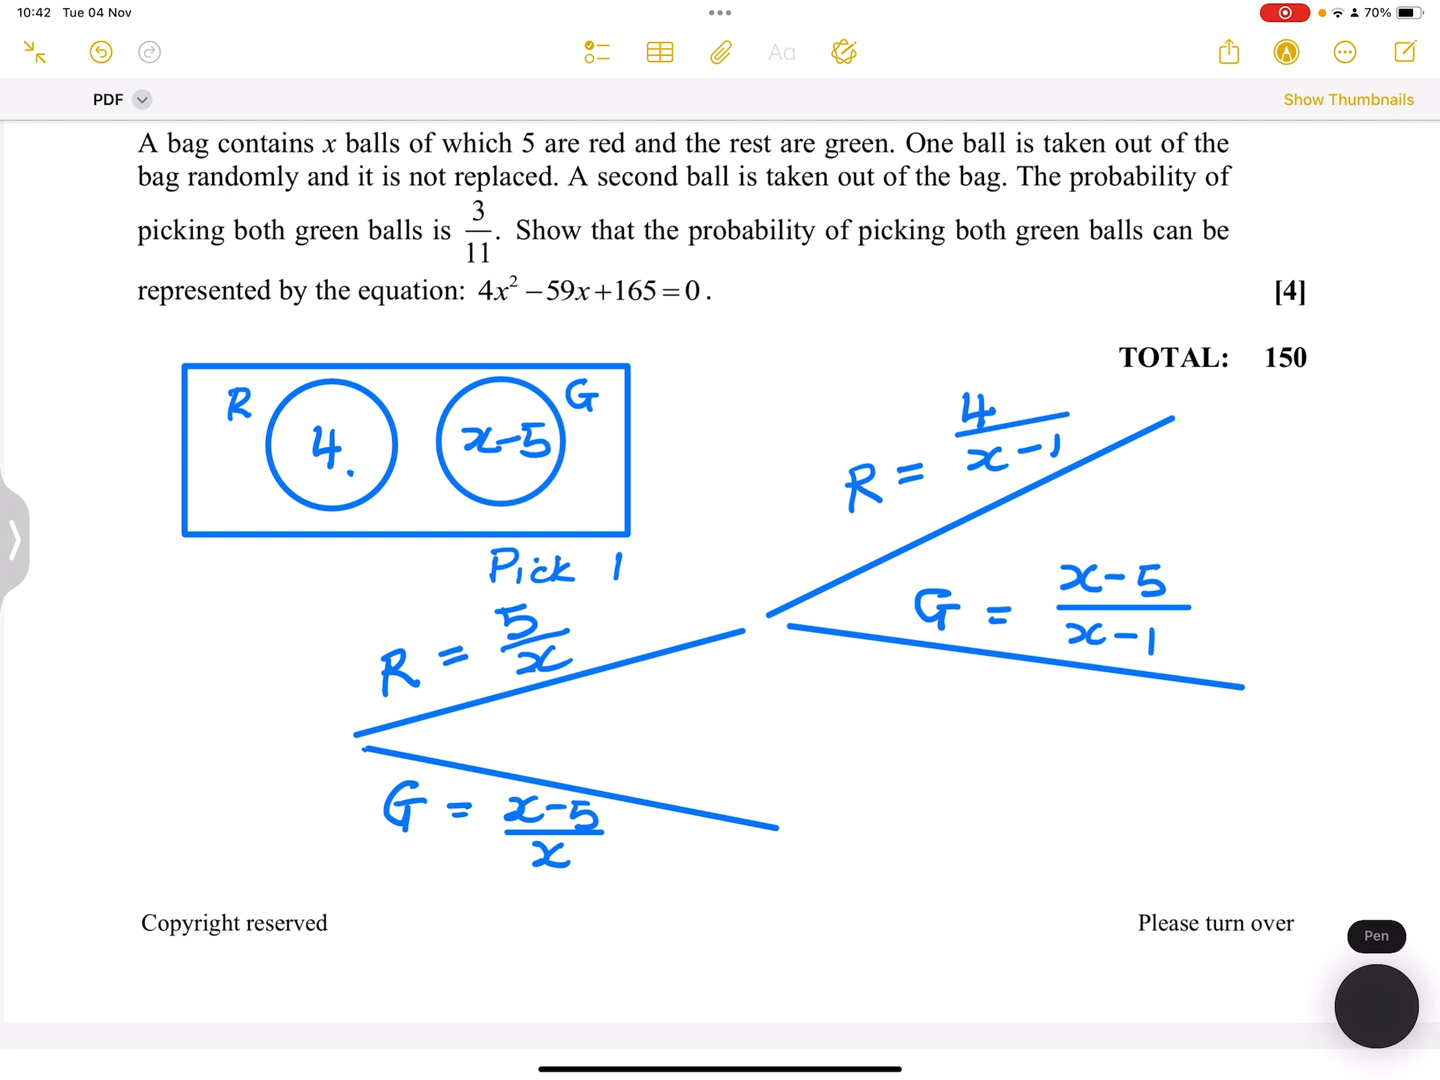 10:42 Tue 04 Nov
70%
Aa
PDF
Show Thumbnails
A bag contains x balls of which 5 are red and the rest are green. One ball is taken out of the
bag randomly and it is not replaced. A second ball is taken out of the bag. The probability of
picking both green balls is 3/11. Show that the probability of picking both green balls can be
represented by the equation: 4x² − 59x + 165 = 0. [4]
TOTAL: 150
R 4. x-5 G
R = 4/(x-1)
Pick 1
R = 5/x
G = (x-5)/(x-1)
G = (x-5)/x
Copyright reserved Please turn over
Pen